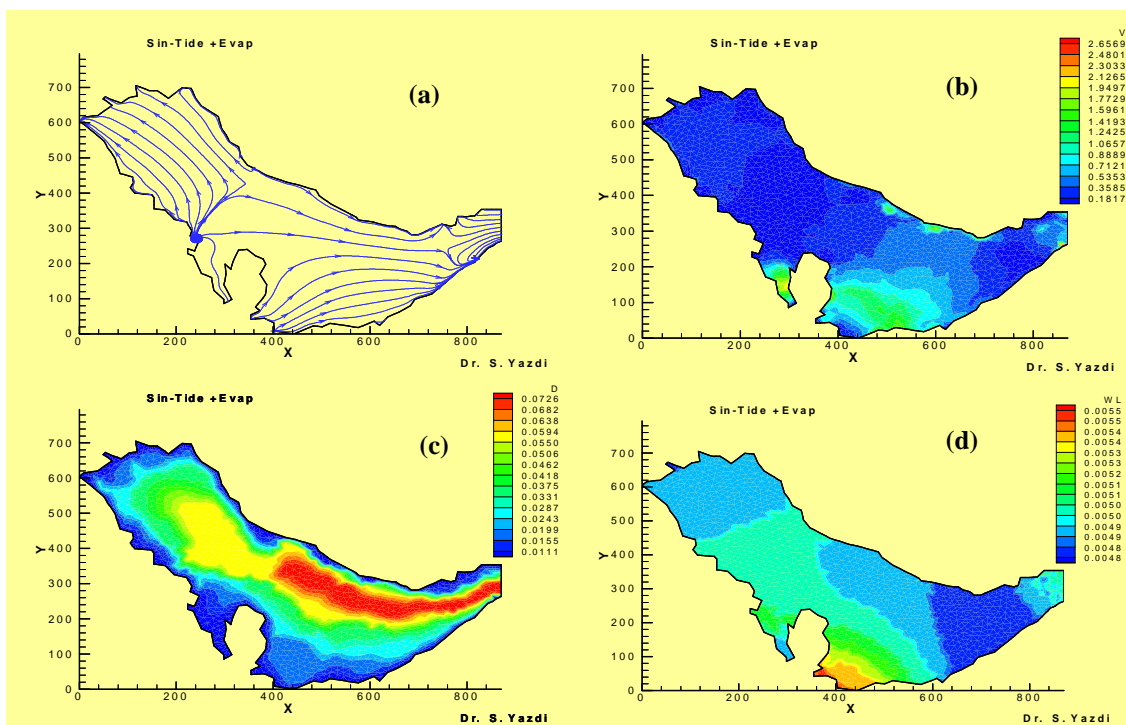 Sin-Tide +Evap
(a)
700
600
500
400
300
200
100
0
Y
0 200 400 600 800
X
Dr. S. Yazdi
Sin-Tide +Evap
(b)
V
2.6569
2.4801
2.3033
2.1265
1.9497
1.7729
1.5961
1.4193
1.2425
1.0657
0.8889
0.7121
0.5353
0.3585
0.1817
700
600
500
400
300
200
100
0
Y
0 200 400 600 800
X
Dr. S. Yazdi
Sin-Tide +Evap
(c)
D
0.0726
0.0682
0.0638
0.0594
0.0550
0.0506
0.0462
0.0418
0.0375
0.0331
0.0287
0.0243
0.0199
0.0155
0.0111
700
600
500
400
300
200
100
0
Y
0 200 400 600 800
X
Dr. S. Yazdi
Sin-Tide +Evap
(d)
WL
0.0055
0.0055
0.0054
0.0054
0.0053
0.0052
0.0051
0.0051
0.0050
0.0050
0.0049
0.0049
0.0048
0.0048
700
600
500
400
300
200
100
0
Y
0 200 400 600 800
X
Dr. S. Yazdi